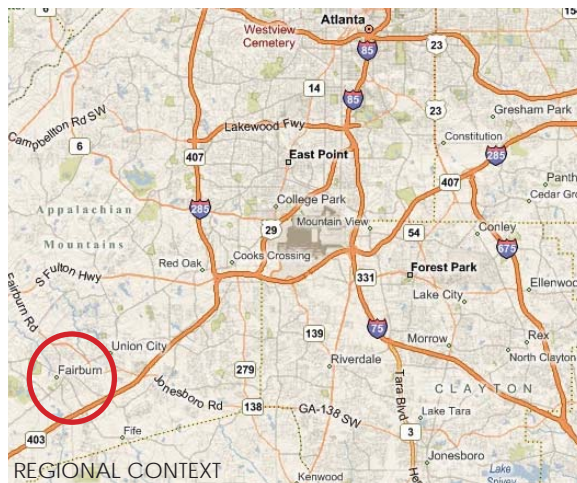 6
Atlanta
Westview
Cemetery
85
23
154
14
85
23
Gresham Park
Campbellton Rd SW
6
Lakewood Fwy
Constitution
407
East Point
285
Panth
407
Cedar Gro
College Park
Appalachian
285
29
Mountain View
54
Conley
Mountains
675
Red Oak
Cooks Crossing
S Fulton Hwy
331
Forest Park
Ellenwoo
Fairburn Rd
Lake City
139
75
Union City
Morrow
Rex
Fairburn
Riverdale
North Clayton
279
CLAYTON
Jonesboro Rd
Tara Blvd
138
GA-138 SW
Lake Tara
403
Fife
3
Jonesboro
REGIONAL CONTEXT
Kenwood
Lake
Spivey